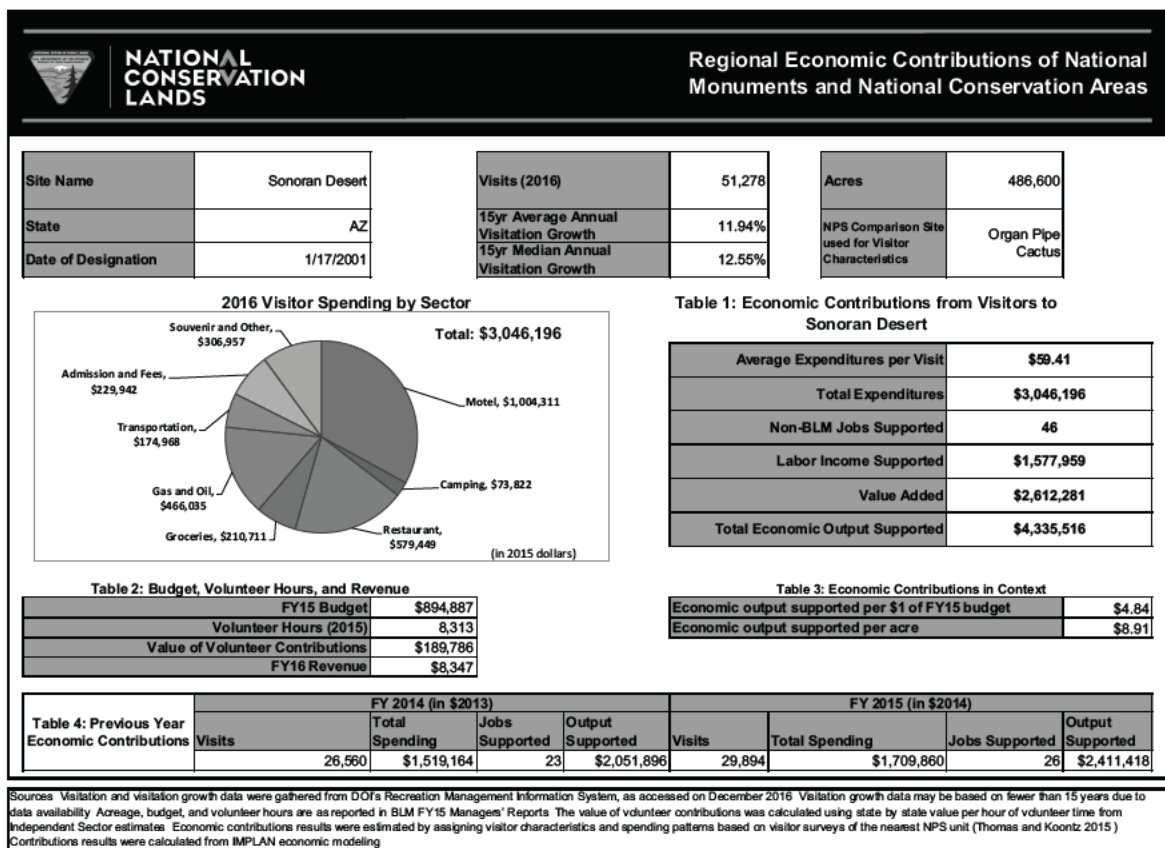 NATIONAL
CONSERVATION
LANDS
Regional Economic Contributions of National
Monuments and National Conservation Areas
Site Name Sonoran Desert
State AZ
Date of Designation 1/17/2001
Visits (2016) 51,278
15yr Average Annual
Visitation Growth 11.94%
15yr Median Annual
Visitation Growth 12.55%
Acres 486,600
NPS Comparison Site
used for Visitor
Characteristics
Organ Pipe
Cactus
2016 Visitor Spending by Sector
Total: $3,046,196
Souvenir and Other,
$306,957
Admission and Fees,
$229,942
Transportation,
$174,968
Gas and Oil,
$466,035
Groceries, $210,711
Motel, $1,004,311
Camping, $73,822
Restaurant,
$579,449
(in 2015 dollars)
Table 1: Economic Contributions from Visitors to
Sonoran Desert
Average Expenditures per Visit $59.41
Total Expenditures $3,046,196
Non-BLM Jobs Supported 46
Labor Income Supported $1,577,959
Value Added $2,612,281
Total Economic Output Supported $4,335,516
Table 2: Budget, Volunteer Hours, and Revenue
FY15 Budget $894,887
Volunteer Hours (2015) 8,313
Value of Volunteer Contributions $189,786
FY16 Revenue $8,347
Table 3: Economic Contributions in Context
Economic output supported per $1 of FY15 budget $4.84
Economic output supported per acre $8.91
Table 4: Previous Year
Economic Contributions
FY 2014 (in $2013) FY 2015 (in $2014)
Visits Total Spending Jobs Supported Output Supported Visits Total Spending Jobs Supported Output Supported
26,560 $1,519,164 23 $2,051,896 29,894 $1,709,860 26 $2,411,418
Sources Visitation and visitation growth data were gathered from DOI's Recreation Management Information System, as accessed on December 2016 Visitation growth data may be based on fewer than 15 years due to
data availability Acreage, budget, and volunteer hours are as reported in BLM FY15 Managers' Reports The value of volunteer contributions was calculated using state by state value per hour of volunteer time from
Independent Sector estimates Economic contributions results were estimated by assigning visitor characteristics and spending patterns based on visitor surveys of the nearest NPS unit (Thomas and Koontz 2015 )
Contributions results were calculated from IMPLAN economic modeling